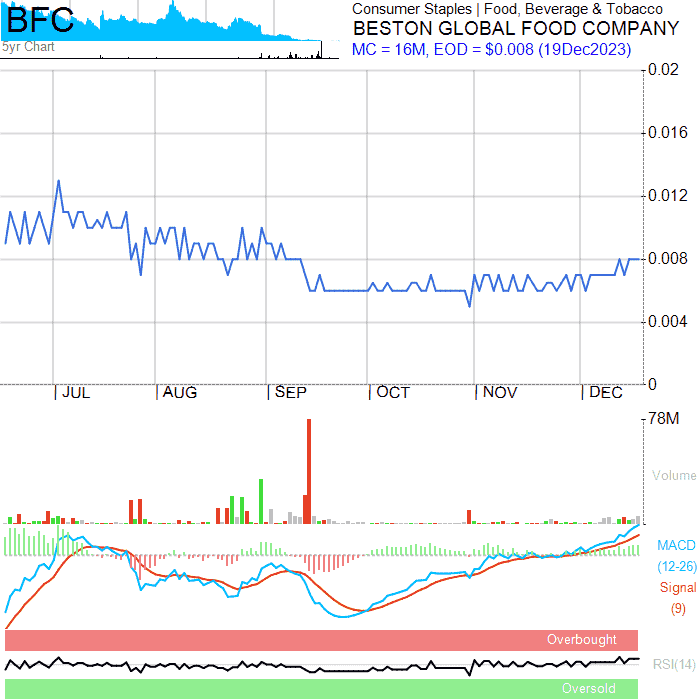 BFC
5yr Chart
Consumer Staples | Food, Beverage & Tobacco
BESTON GLOBAL FOOD COMPANY
MC = 16M, EOD = $0.008 (19Dec2023)
0.02
0.016
0.012
0.008
0.004
0
| JUL | AUG | SEP | OCT | NOV | DEC
78M
Volume
MACD
(12-26)
Signal
(9)
Overbought
RSI(14)
Oversold